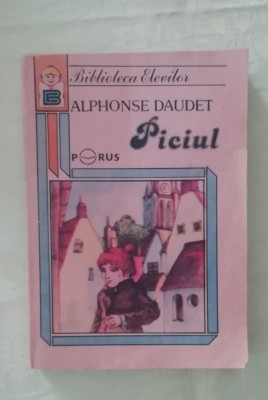 Biblioteca Elevilor
B
ALPHONSE DAUDET
Piciul
PORUS